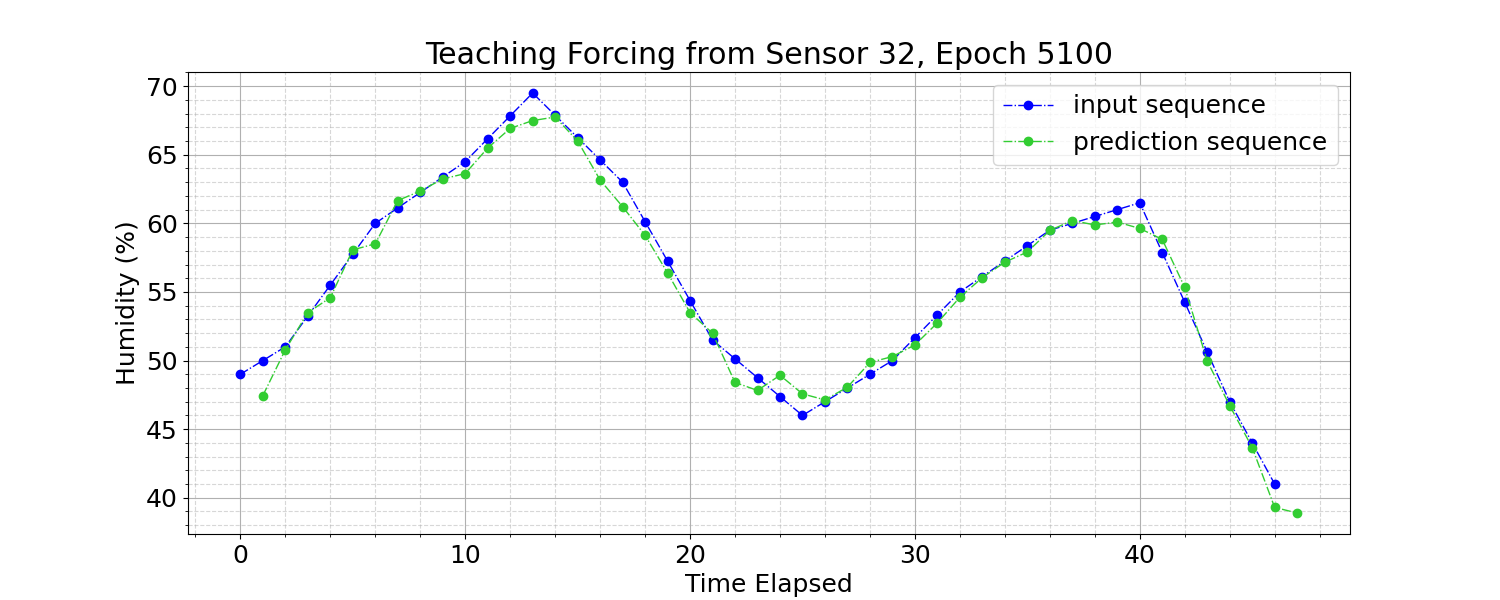 Teaching Forcing from Sensor 32, Epoch 5100
input sequence
prediction sequence
Humidity (%)
70
65
60
55
50
45
40
0 10 20 30 40
Time Elapsed